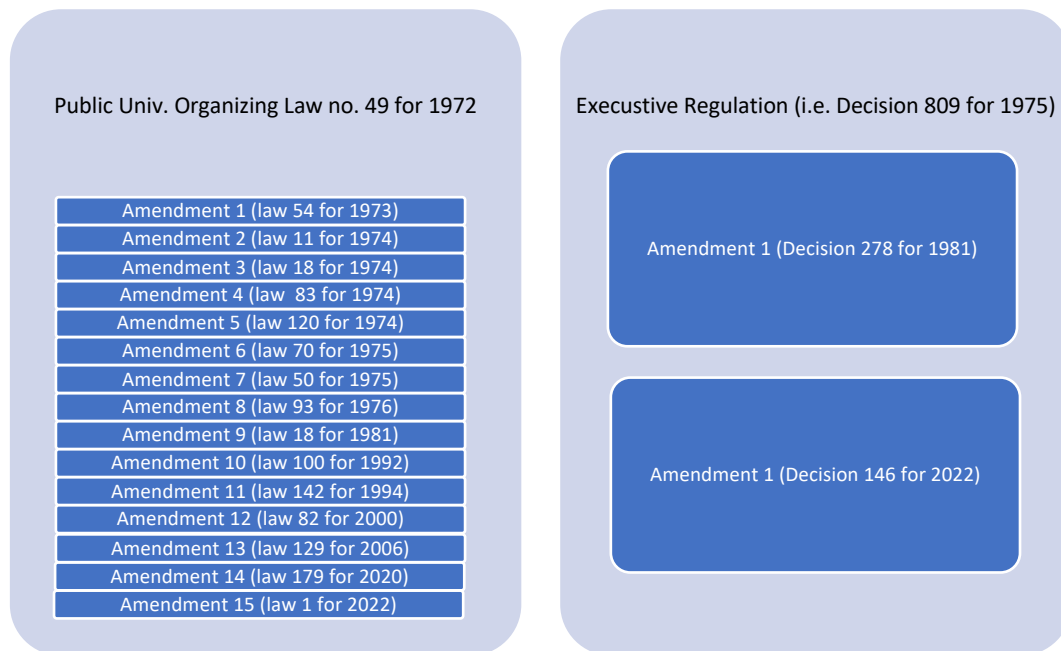 Public Univ. Organizing Law no. 49 for 1972
Amendment 1 (law 54 for 1973)
Amendment 2 (law 11 for 1974)
Amendment 3 (law 18 for 1974)
Amendment 4 (law  83 for 1974)
Amendment 5 (law 120 for 1974)
Amendment 6 (law 70 for 1975)
Amendment 7 (law 50 for 1975)
Amendment 8 (law 93 for 1976)
Amendment 9 (law 18 for 1981)
Amendment 10 (law 100 for 1992)
Amendment 11 (law 142 for 1994)
Amendment 12 (law 82 for 2000)
Amendment 13 (law 129 for 2006)
Amendment 14 (law 179 for 2020)
Amendment 15 (law 1 for 2022)
Execustive Regulation (i.e. Decision 809 for 1975)
Amendment 1 (Decision 278 for 1981)
Amendment 1 (Decision 146 for 2022)